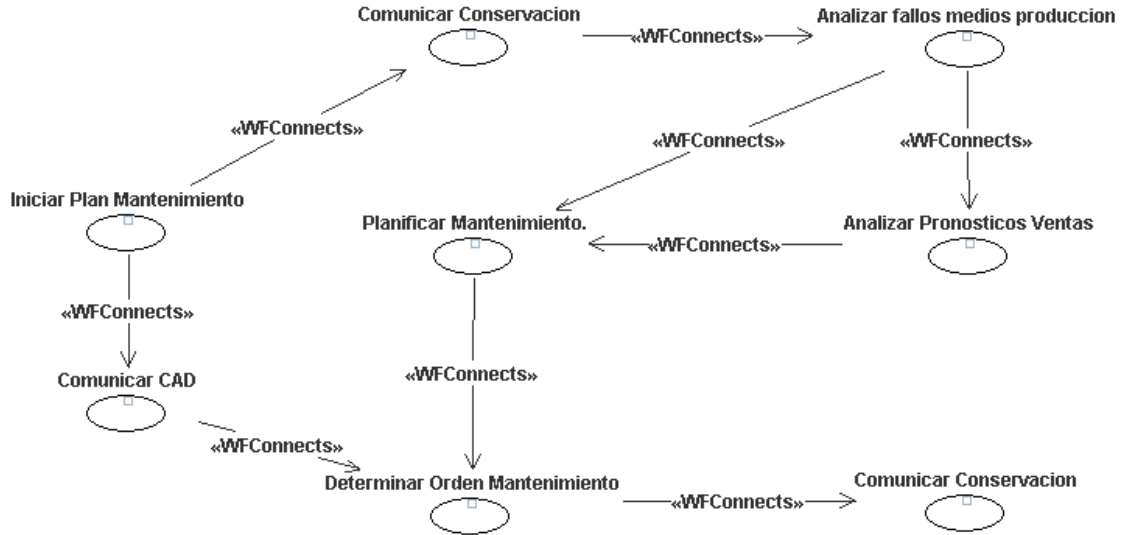 Comunicar Conservacion
Analizar fallos medios produccion
«WFConnects»
«WFConnects»
«WFConnects»
«WFConnects»
Iniciar Plan Mantenimiento
Planificar Mantenimiento.
Analizar Pronosticos Ventas
«WFConnects»
«WFConnects»
«WFConnects»
Comunicar CAD
«WFConnects»
Determinar Orden Mantenimiento
Comunicar Conservacion
«WFConnects»